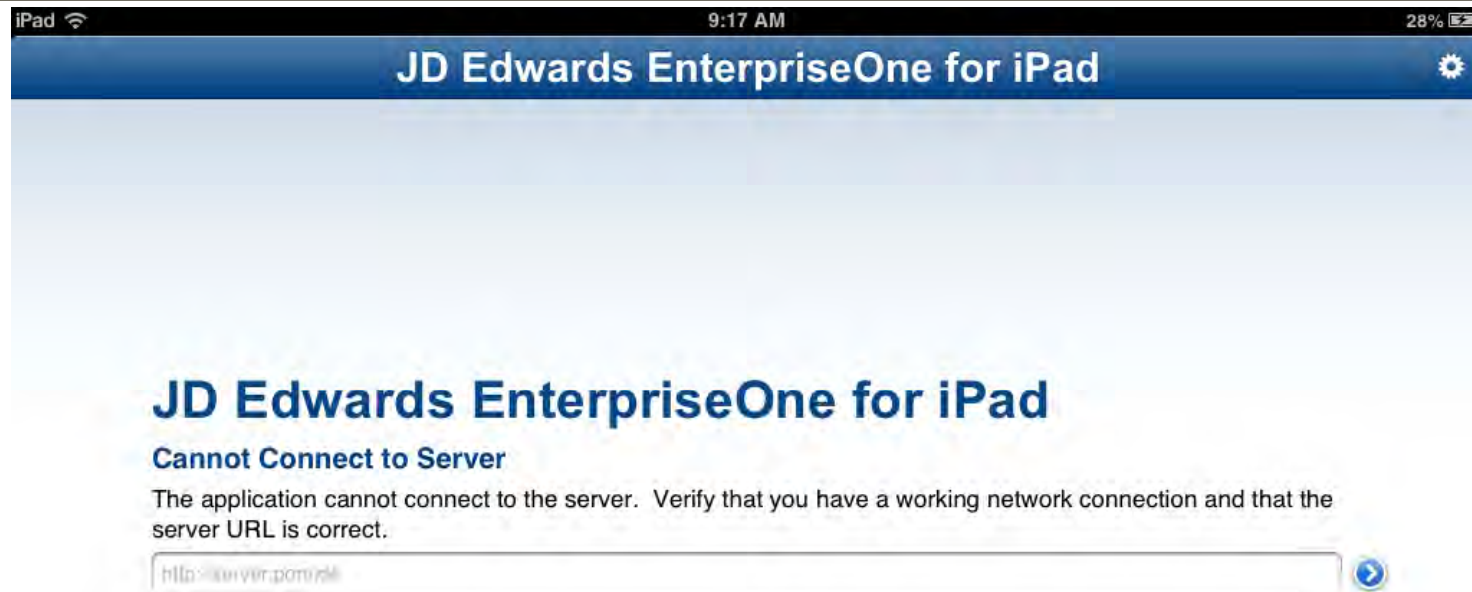 iPad 9:17 AM 28%
JD Edwards EnterpriseOne for iPad
JD Edwards EnterpriseOne for iPad
Cannot Connect to Server
The application cannot connect to the server. Verify that you have a working network connection and that the
server URL is correct.